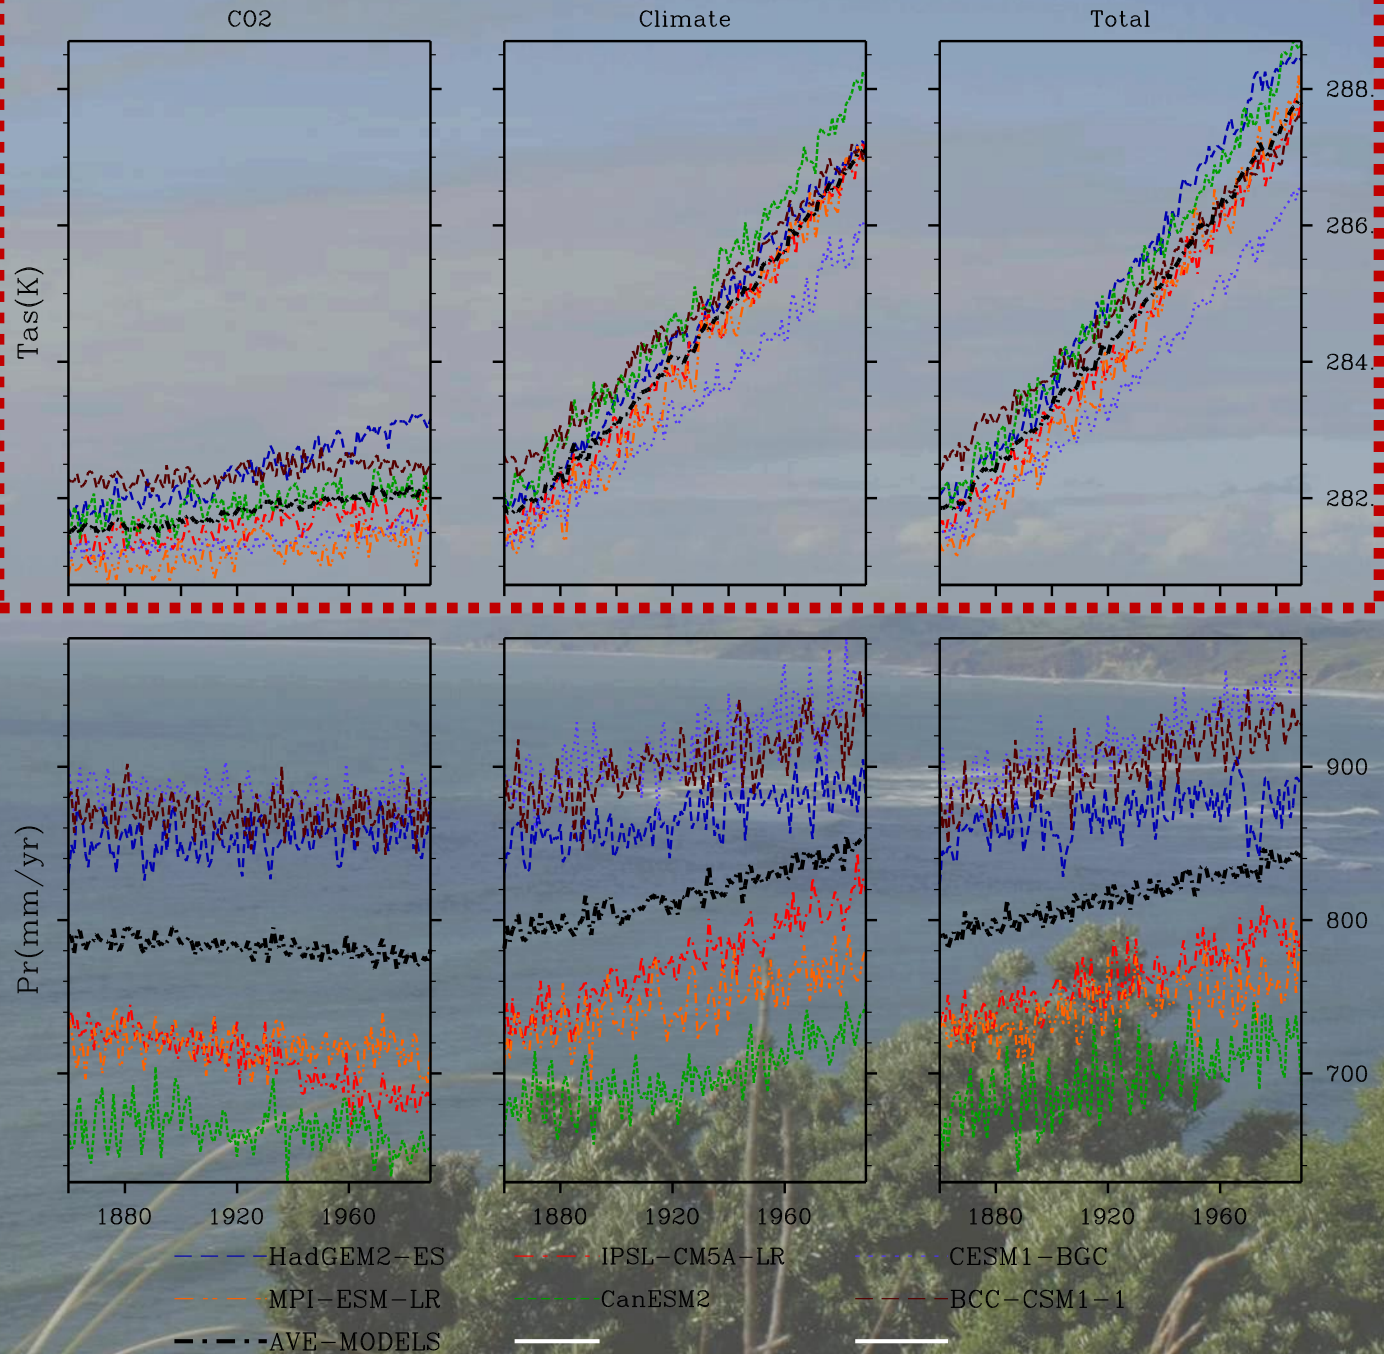 CO2 Climate Total
Tas(K)
288.
286.
284.
282.
Pr(mm/yr)
900
800
700
1880 1920 1960 1880 1920 1960 1880 1920 1960
HadGEM2-ES IPSL-CM5A-LR CESM1-BGC
MPI-ESM-LR CanESM2 BCC-CSM1-1
AVE-MODELS